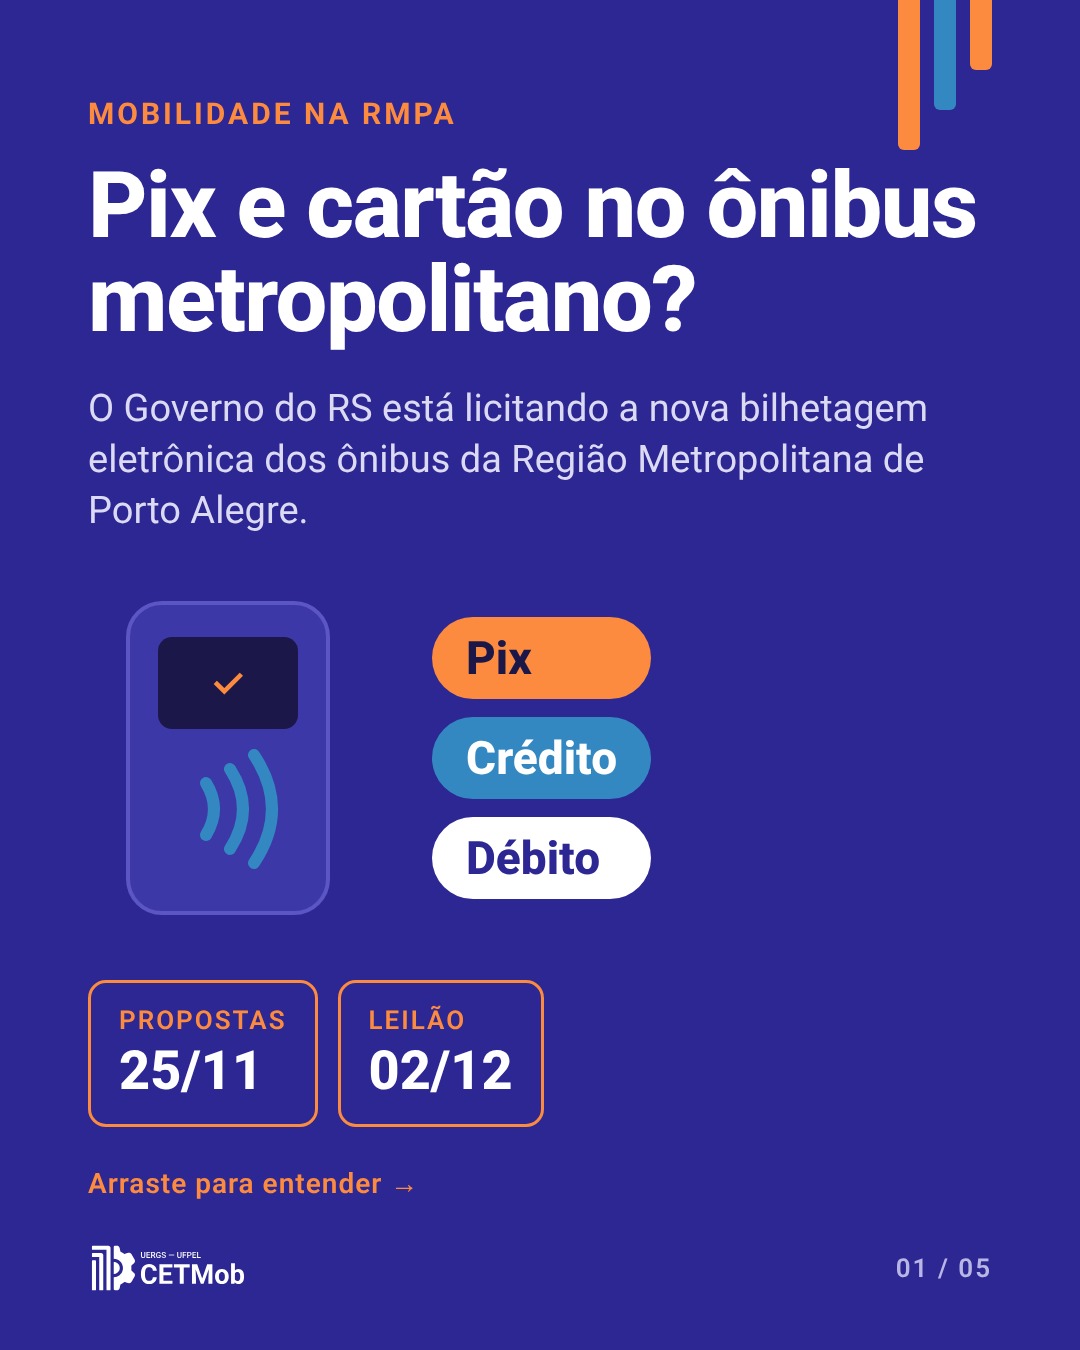 MOBILIDADE NA RMPA
Pix e cartão no ônibus
metropolitano?
O Governo do RS está licitando a nova bilhetagem
eletrônica dos ônibus da Região Metropolitana de
Porto Alegre.
Pix
Crédito
Débito
PROPOSTAS
25/11
LEILÃO
02/12
Arraste para entender →
UERGS – UFPEL
CETMob
01 / 05